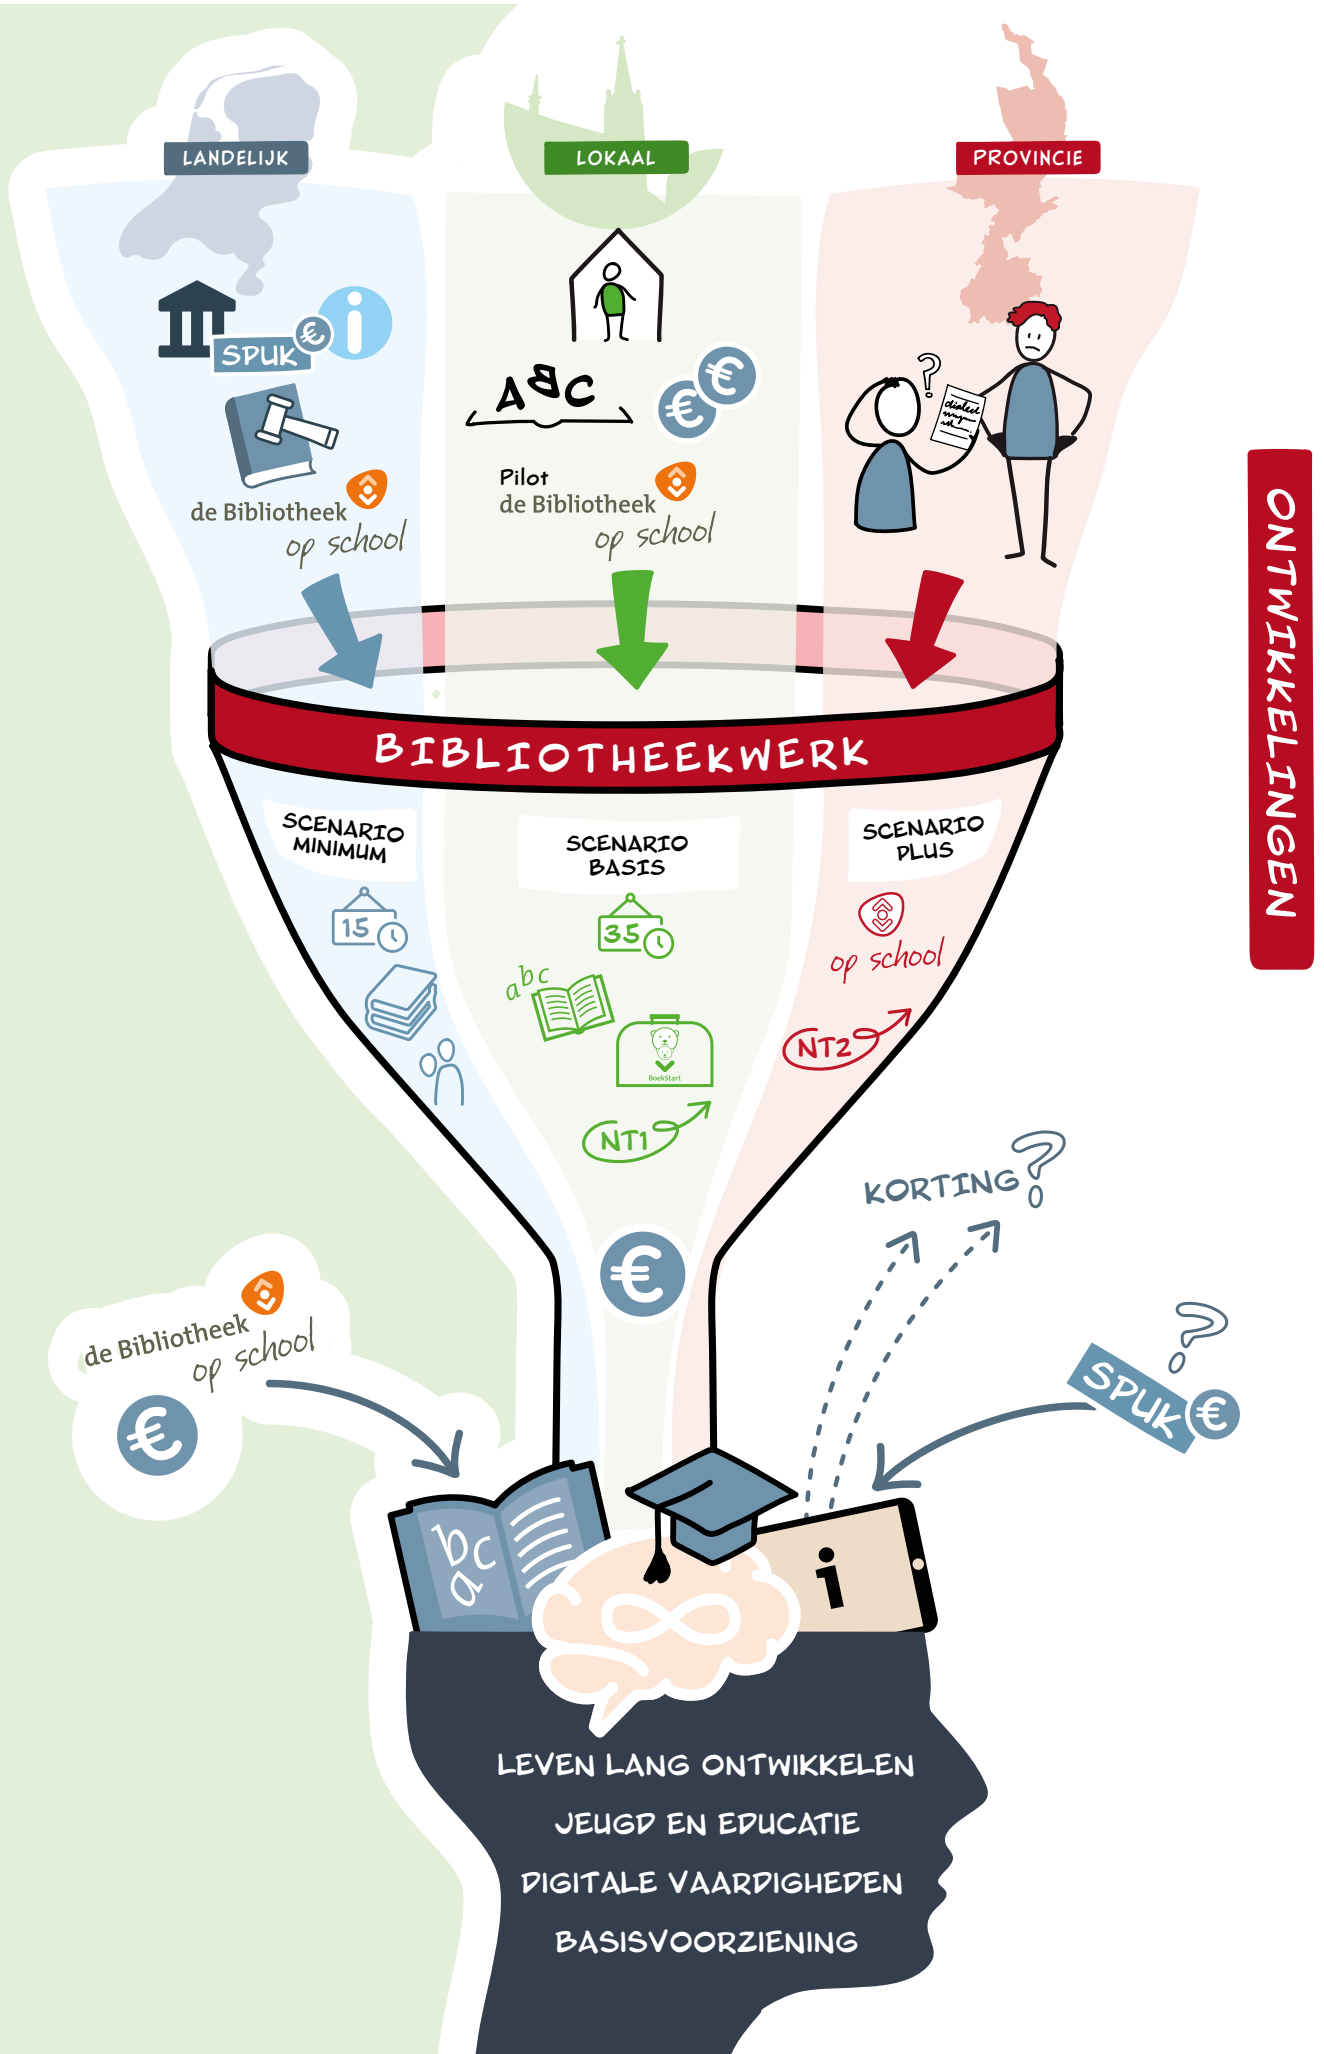 LANDELIJK
LOKAAL
PROVINCIE
SPUK €
i
ABC
€ €
?
dialect
de Bibliotheek
op school
Pilot
de Bibliotheek
op school
ONTWIKKELINGEN
BIBLIOTHEEKWERK
SCENARIO
MINIMUM
SCENARIO
BASIS
SCENARIO
PLUS
15
35
op school
abc
BoekStart
NT2
NT1
KORTING?
€
de Bibliotheek
op school
€
?
SPUK €
abc
i
LEVEN LANG ONTWIKKELEN
JEUGD EN EDUCATIE
DIGITALE VAARDIGHEDEN
BASISVOORZIENING